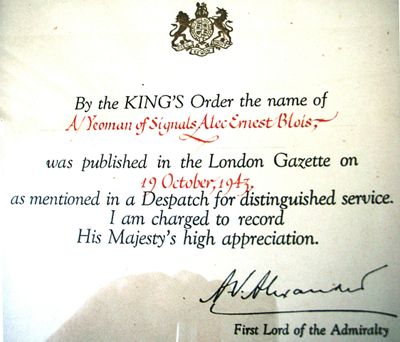 By the KING'S Order the name of
A/Yeoman of Signals, Alec Ernest Blois,
was published in the London Gazette on
19 October, 1943,
as mentioned in a Despatch for distinguished service.
I am charged to record
His Majesty's high appreciation.
A.V. Alexander
First Lord of the Admiralty